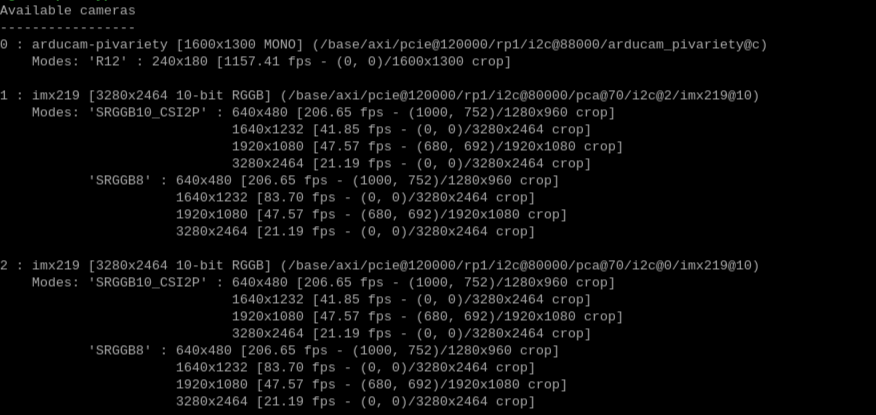 Available cameras
-----------------
0 : arducam-pivariety [1600x1300 MONO] (/base/axi/pcie@120000/rp1/i2c@88000/arducam_pivariety@c)
    Modes: 'R12' : 240x180 [1157.41 fps - (0, 0)/1600x1300 crop]

1 : imx219 [3280x2464 10-bit RGGB] (/base/axi/pcie@120000/rp1/i2c@80000/pca@70/i2c@2/imx219@10)
    Modes: 'SRGGB10_CSI2P' : 640x480 [206.65 fps - (1000, 752)/1280x960 crop]
                             1640x1232 [41.85 fps - (0, 0)/3280x2464 crop]
                             1920x1080 [47.57 fps - (680, 692)/1920x1080 crop]
                             3280x2464 [21.19 fps - (0, 0)/3280x2464 crop]
           'SRGGB8' : 640x480 [206.65 fps - (1000, 752)/1280x960 crop]
                      1640x1232 [83.70 fps - (0, 0)/3280x2464 crop]
                      1920x1080 [47.57 fps - (680, 692)/1920x1080 crop]
                      3280x2464 [21.19 fps - (0, 0)/3280x2464 crop]

2 : imx219 [3280x2464 10-bit RGGB] (/base/axi/pcie@120000/rp1/i2c@80000/pca@70/i2c@0/imx219@10)
    Modes: 'SRGGB10_CSI2P' : 640x480 [206.65 fps - (1000, 752)/1280x960 crop]
                             1640x1232 [41.85 fps - (0, 0)/3280x2464 crop]
                             1920x1080 [47.57 fps - (680, 692)/1920x1080 crop]
                             3280x2464 [21.19 fps - (0, 0)/3280x2464 crop]
           'SRGGB8' : 640x480 [206.65 fps - (1000, 752)/1280x960 crop]
                      1640x1232 [83.70 fps - (0, 0)/3280x2464 crop]
                      1920x1080 [47.57 fps - (680, 692)/1920x1080 crop]
                      3280x2464 [21.19 fps - (0, 0)/3280x2464 crop]